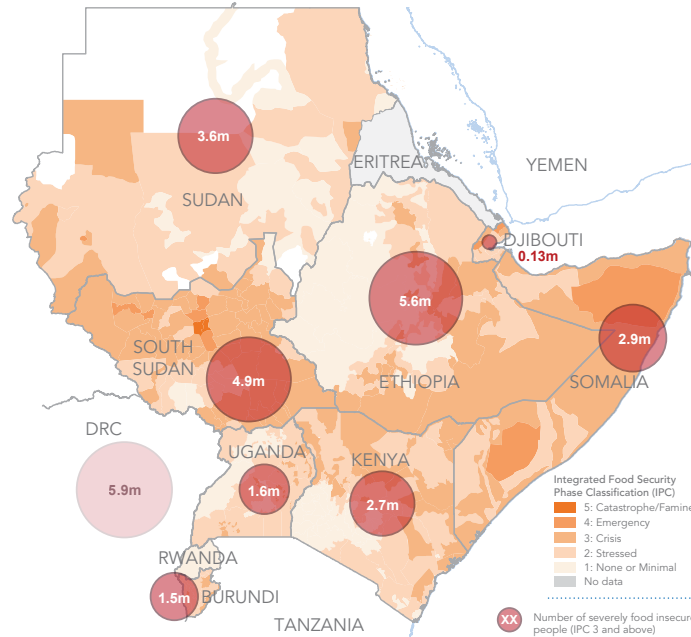 3.6m
SUDAN
ERITREA
YEMEN
DJIBOUTI
0.13m
5.6m
2.9m
SOUTH
SUDAN
4.9m
ETHIOPIA
SOMALIA
DRC
5.9m
UGANDA
1.6m
KENYA
2.7m
RWANDA
1.5m
BURUNDI
TANZANIA
Integrated Food Security
Phase Classification (IPC)
5: Catastrophe/Famine
4: Emergency
3: Crisis
2: Stressed
1: None or Minimal
No data
XX
Number of severely food insecure
people (IPC 3 and above)